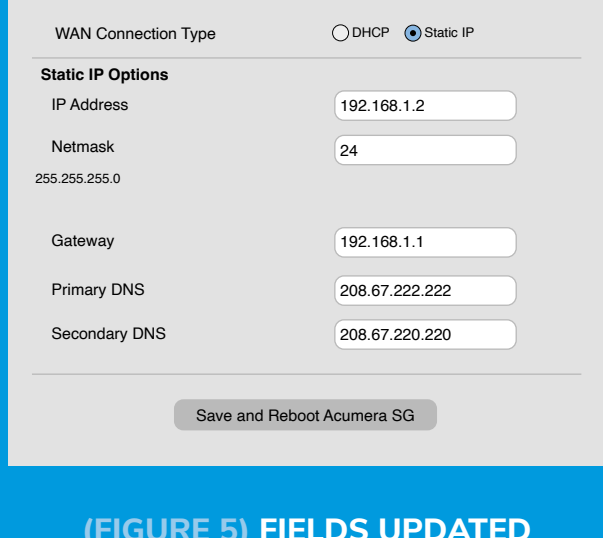 WAN Connection Type DHCP Static IP
Static IP Options
IP Address 192.168.1.2
Netmask 24
255.255.255.0
Gateway 192.168.1.1
Primary DNS 208.67.222.222
Secondary DNS 208.67.220.220
Save and Reboot Acumera SG
(FIGURE 5) FIELDS UPDATED